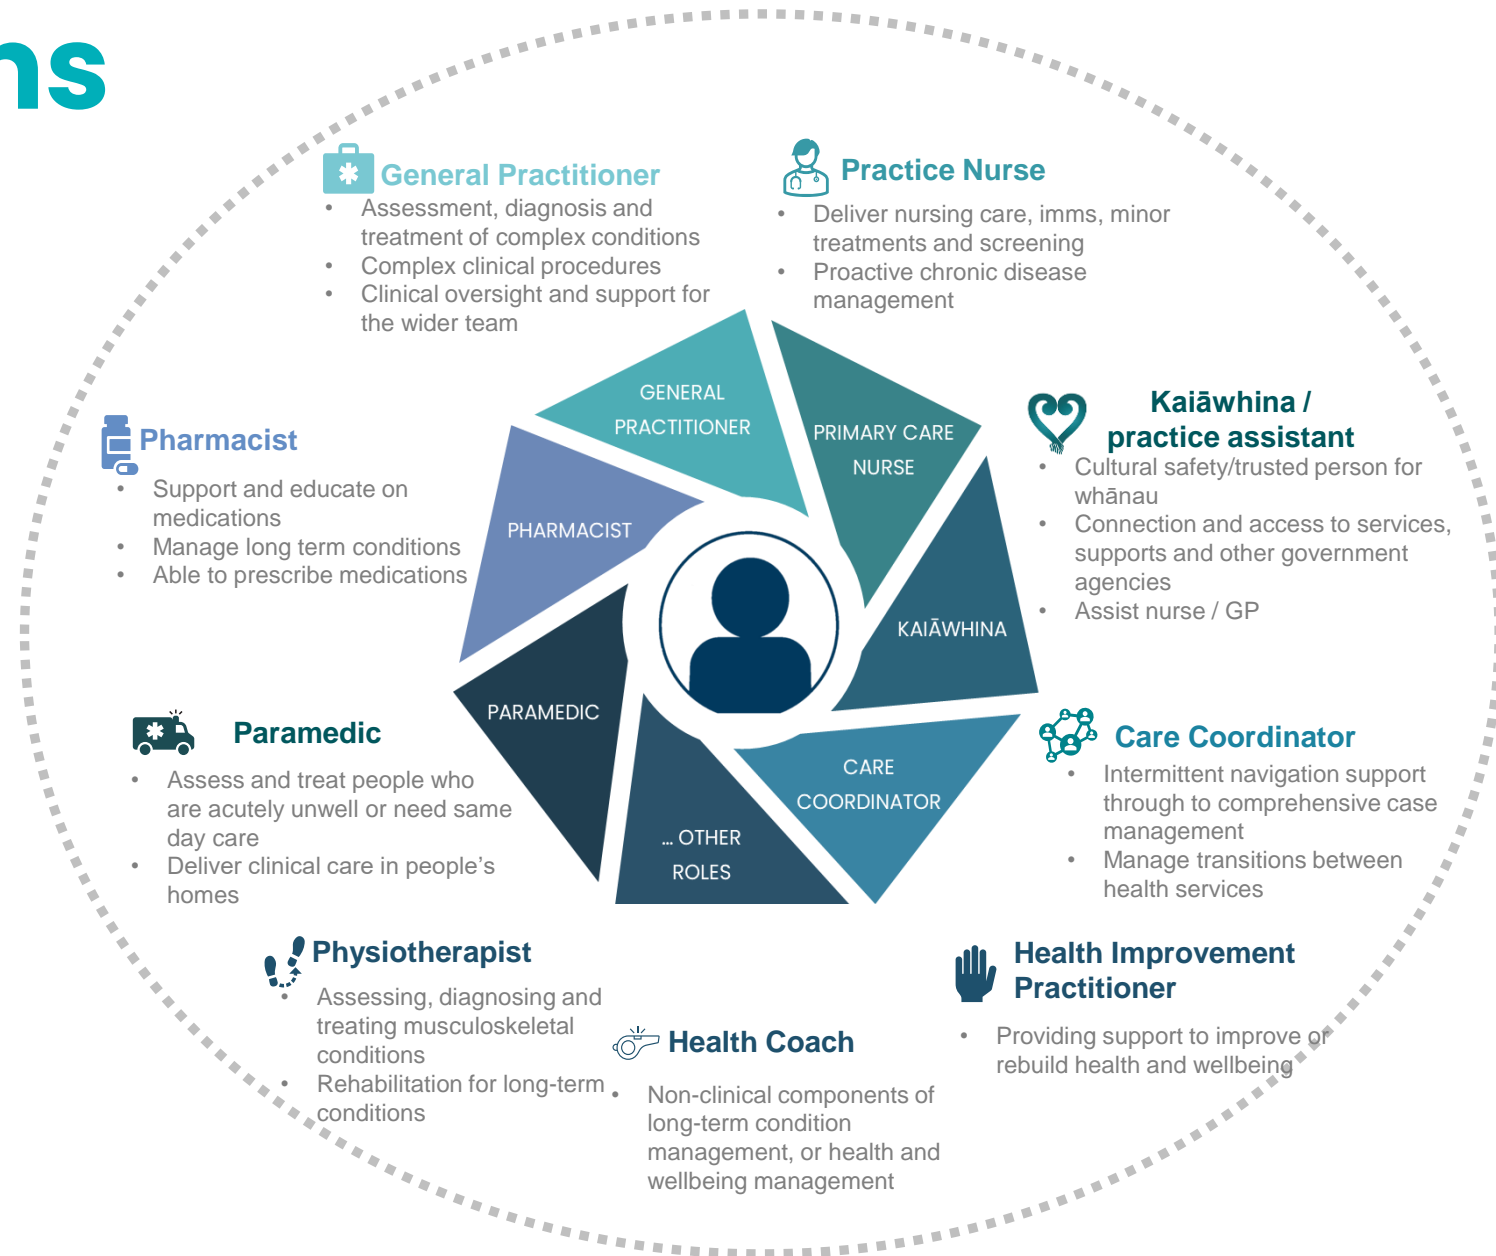 ns
General Practitioner
• Assessment, diagnosis and
treatment of complex conditions
• Complex clinical procedures
• Clinical oversight and support for
the wider team
Practice Nurse
• Deliver nursing care, imms, minor
treatments and screening
• Proactive chronic disease
management
Pharmacist
• Support and educate on
medications
• Manage long term conditions
• Able to prescribe medications
Kaiāwhina /
practice assistant
• Cultural safety/trusted person for
whānau
• Connection and access to services,
supports and other government
agencies
• Assist nurse / GP
GENERAL
PRACTITIONER
PRIMARY CARE
NURSE
PHARMACIST
KAIĀWHINA
PARAMEDIC
CARE
COORDINATOR
... OTHER
ROLES
Paramedic
• Assess and treat people who
are acutely unwell or need same
day care
• Deliver clinical care in people’s
homes
Care Coordinator
• Intermittent navigation support
through to comprehensive case
management
• Manage transitions between
health services
Physiotherapist
• Assessing, diagnosing and
treating musculoskeletal
conditions
• Rehabilitation for long-term
conditions
Health Coach
• Non-clinical components of
long-term condition
management, or health and
wellbeing management
Health Improvement
Practitioner
• Providing support to improve or
rebuild health and wellbeing